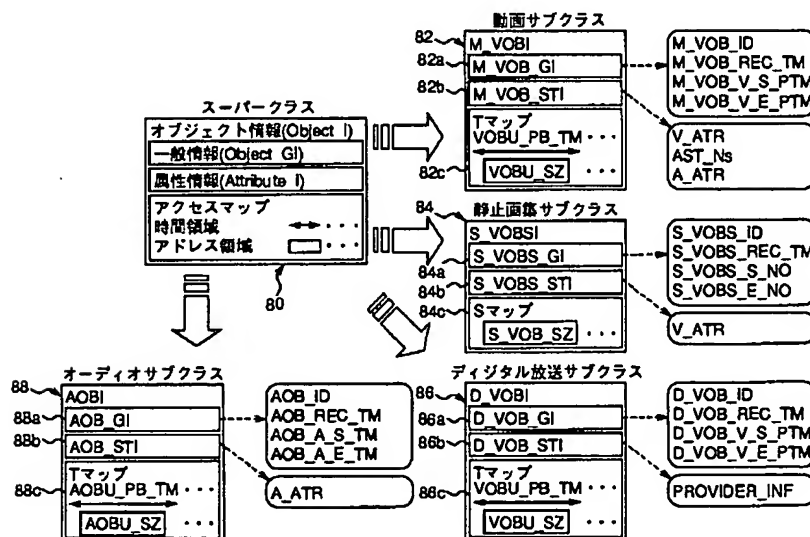 スーパークラス
オブジェクト情報(Object I)
一般情報(Object GI)
属性情報(Attribute I)
アクセスマップ
時間領域 ・・・
アドレス領域 ・・・
80
動画サブクラス
82
M_VOBI
82a
M_VOB_GI
82b
M_VOB_STI
Tマップ
VOBU_PB_TM ・・・
82c
VOBU_SZ ・・・
M_VOB_ID
M_VOB_REC_TM
M_VOB_V_S_PTM
M_VOB_V_E_PTM
V_ATR
AST_Ns
A_ATR
静止画集サブクラス
84
S_VOBSI
S_VOBS_GI
84a
S_VOBS_STI
84b
Sマップ
84c
S_VOB_SZ ・・・
S_VOBS_ID
S_VOBS_REC_TM
S_VOBS_S_NO
S_VOBS_E_NO
V_ATR
オーディオサブクラス
88
AOBI
88a
AOB_GI
88b
AOB_STI
Tマップ
88c
AOBU_PB_TM ・・・
AOBU_SZ ・・・
AOB_ID
AOB_REC_TM
AOB_A_S_TM
AOB_A_E_TM
A_ATR
ディジタル放送サブクラス
86
D_VOBI
86a
D_VOB_GI
86b
D_VOB_STI
Tマップ
86c
VOBU_PB_TM ・・・
VOBU_SZ ・・・
D_VOB_ID
D_VOB_REC_TM
D_VOB_V_S_PTM
D_VOB_V_E_PTM
PROVIDER_INF